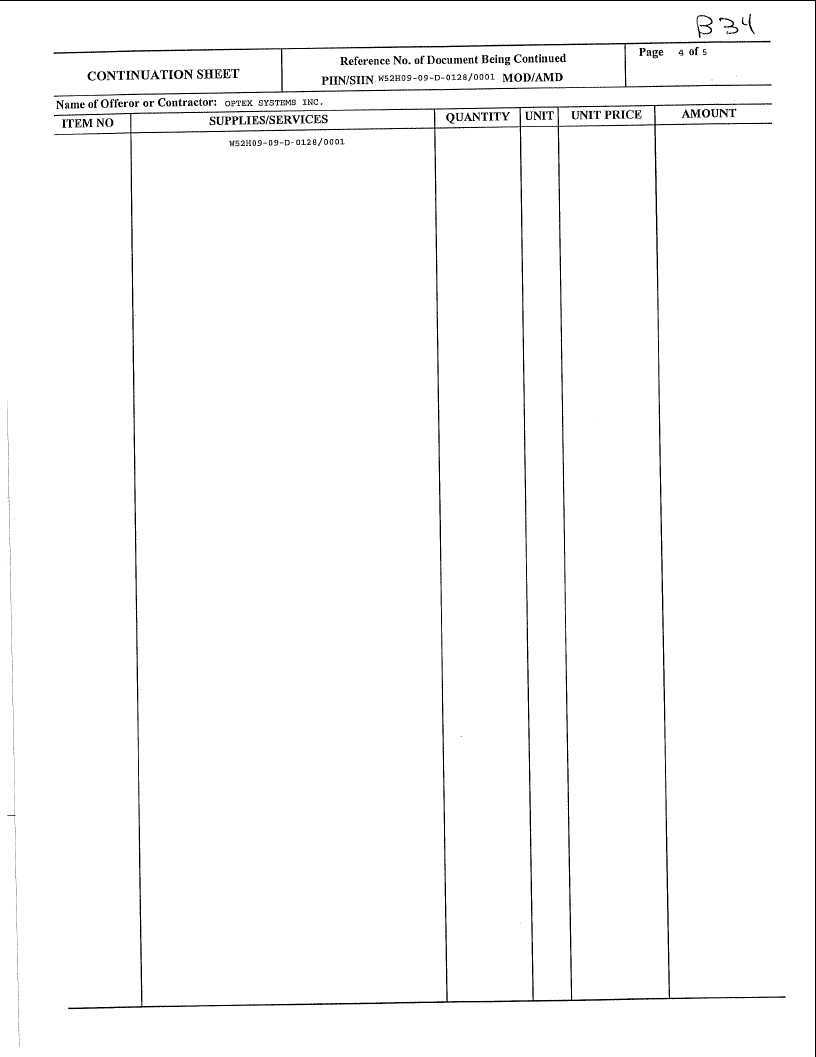 B34
CONTINUATION SHEET
Reference No. of Document Being Continued
PIIN/SIIN W52H09-09-D-0128/0001 MOD/AMD
Page 4 of 5
Name of Offeror or Contractor: OPTEX SYSTEMS INC.
ITEM NO SUPPLIES/SERVICES QUANTITY UNIT UNIT PRICE AMOUNT
W52H09-09-D-0128/0001